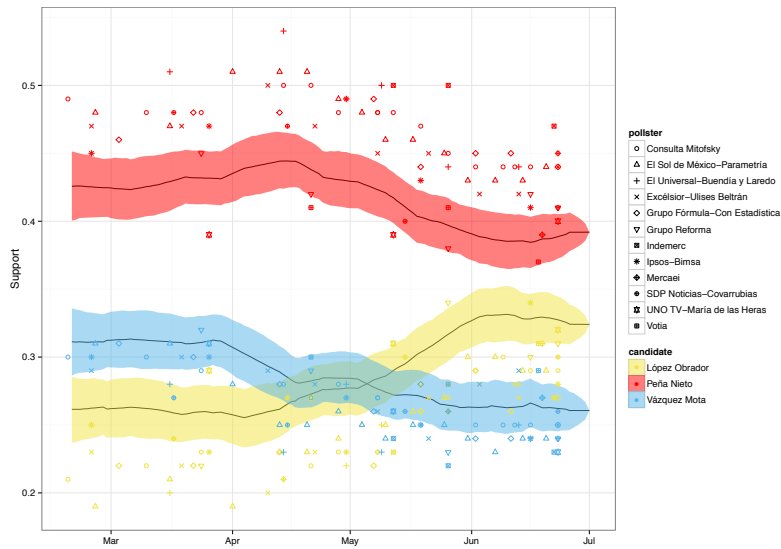 0.5
0.4
0.3
0.2
Support
Mar
Apr
May
Jun
Jul
pollster
Consulta Mitofsky
El Sol de México−Parametría
El Universal−Buendía y Laredo
Excélsior−Ulises Beltrán
Grupo Fórmula−Con Estadística
Grupo Reforma
Indemerc
Ipsos−Bimsa
Mercaei
SDP Noticias−Covarrubias
UNO TV−María de las Heras
Votia
candidate
López Obrador
Peña Nieto
Vázquez Mota